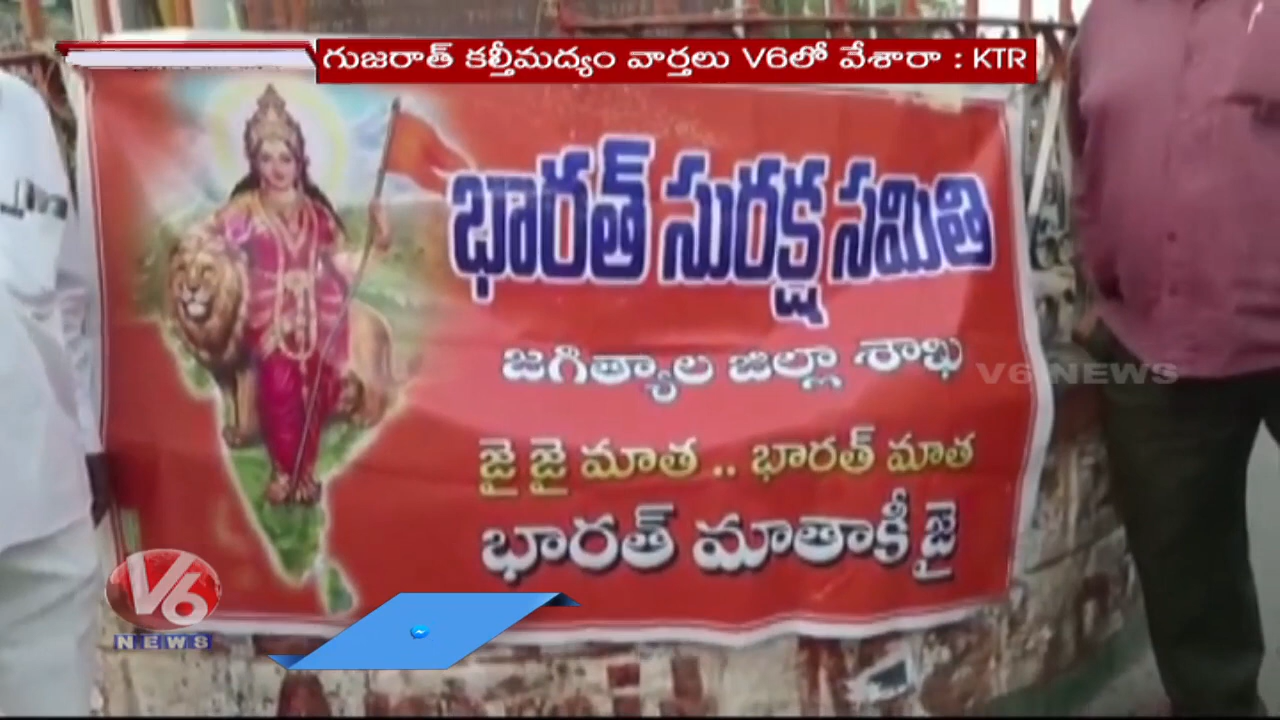 గుజరాత్ కల్తీమద్యం వార్తలు V6లో వేశారా : KTR
భారత్ సురక్ష సమితి
జగిత్యాల జిల్లా శాఖ
V6 NEWS
జై జై మాత .. భారత్ మాత
భారత్ మాతాకీ జై
V6
NEWS